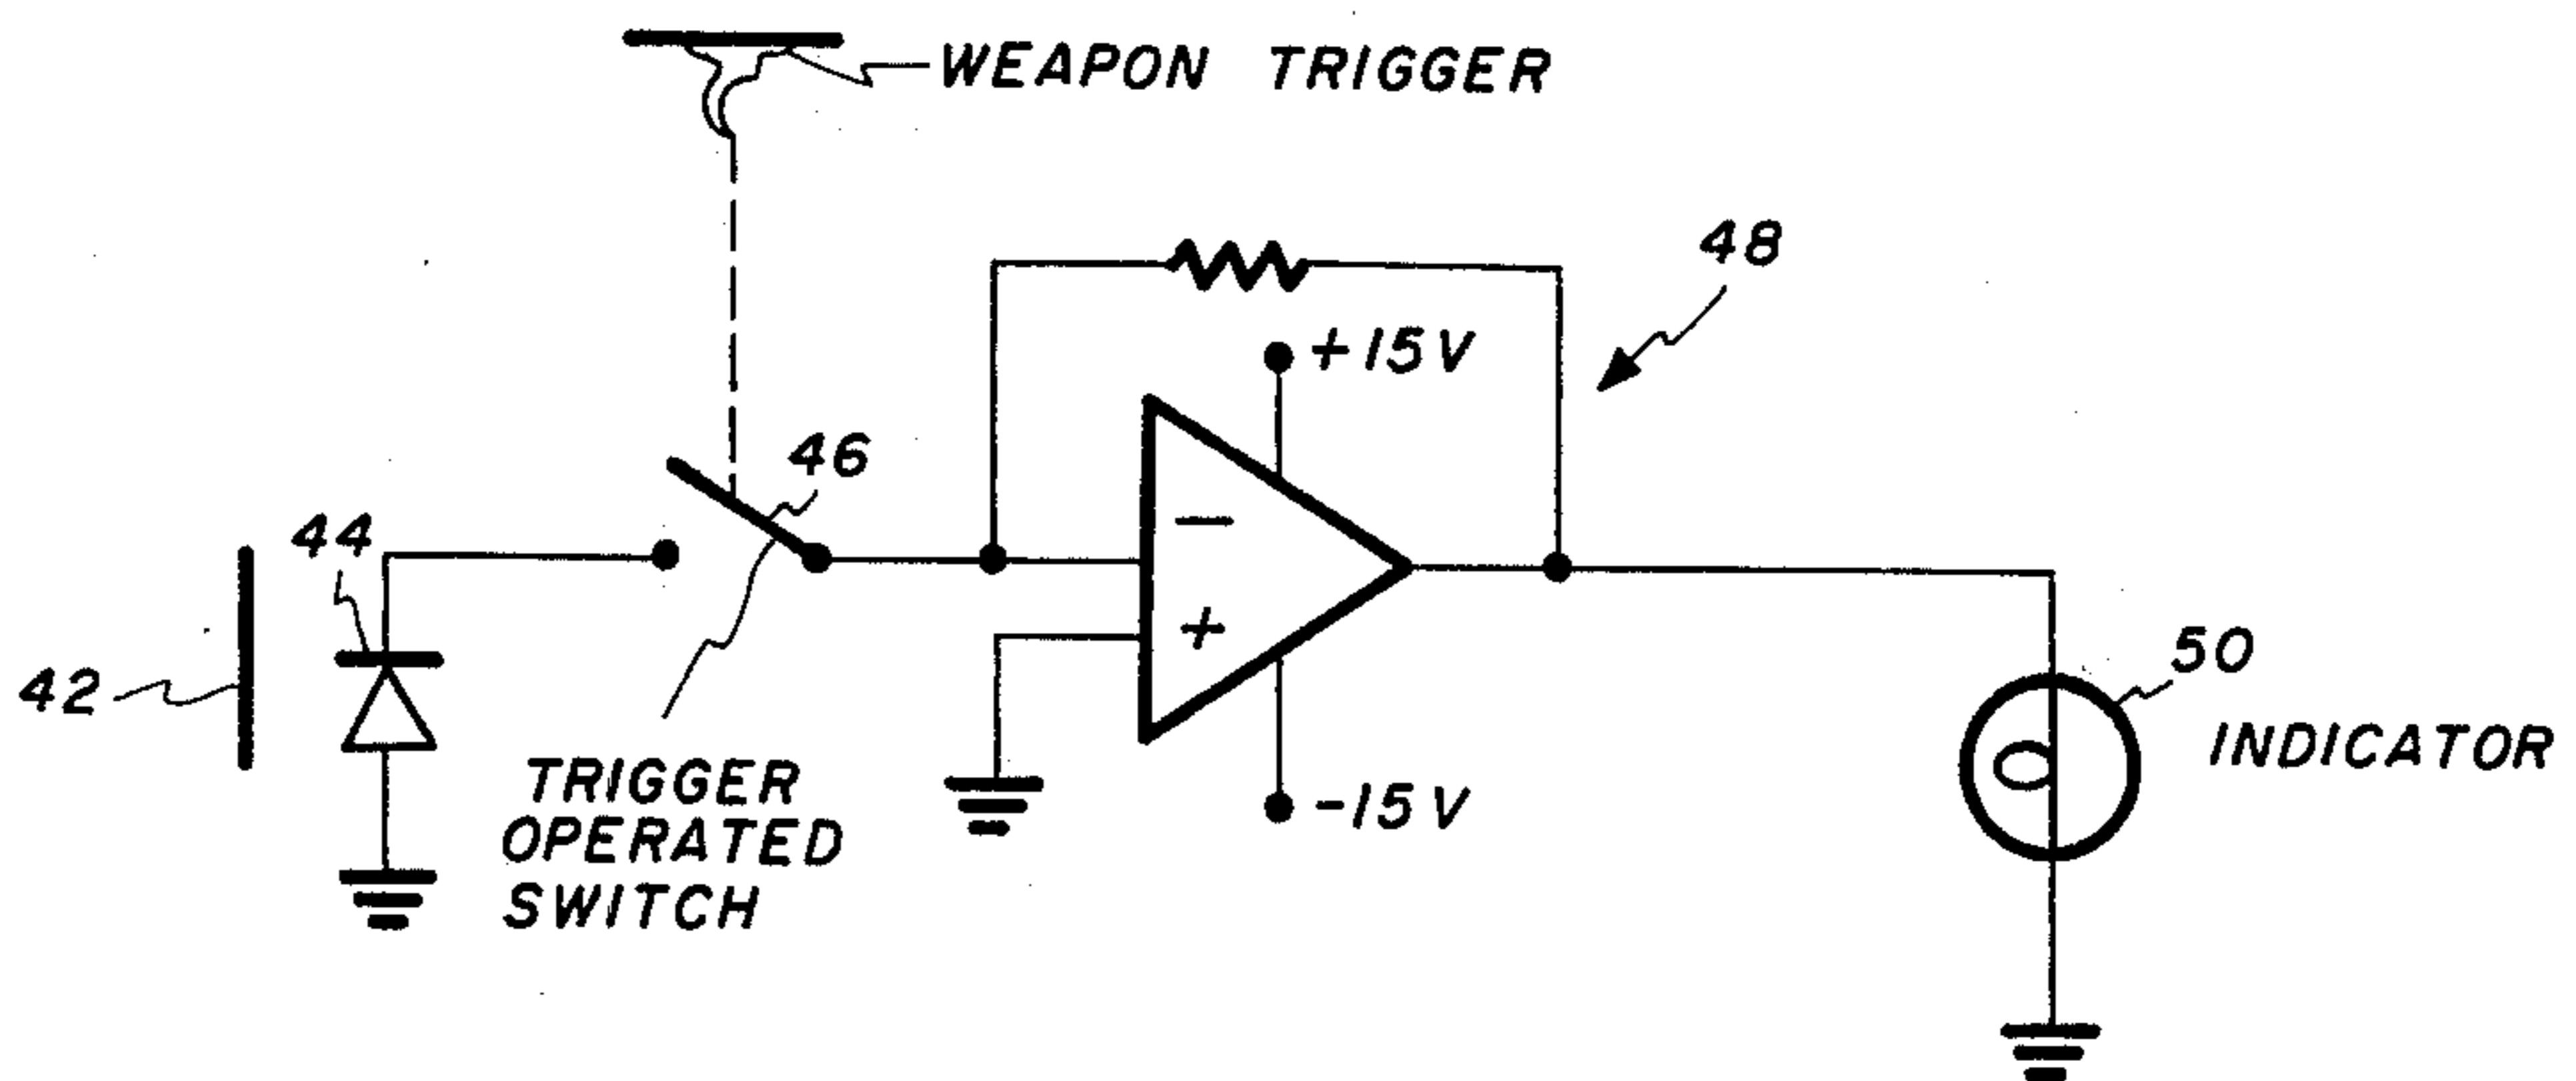 WEAPON TRIGGER
48
+15V
46
44
−
+
42
50
INDICATOR
TRIGGER
OPERATED
SWITCH
-15V